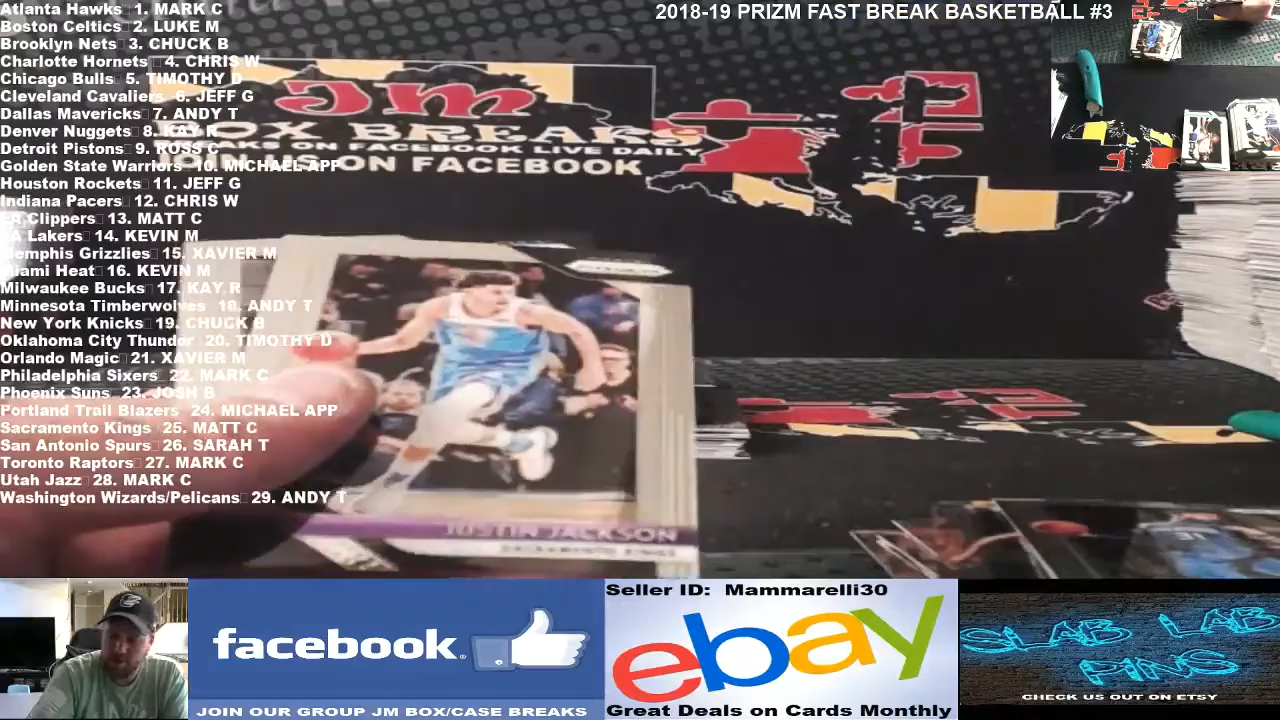 2018-19 PRIZM FAST BREAK BASKETBALL #3
Atlanta Hawks 1. MARK C
Boston Celtics 2. LUKE M
Brooklyn Nets 3. CHUCK B
Charlotte Hornets 4. CHRIS W
Chicago Bulls 5. TIMOTHY D
Cleveland Cavaliers 6. JEFF G
Dallas Mavericks 7. ANDY T
Denver Nuggets 8. KAY R
Detroit Pistons 9. ROSS C
Golden State Warriors 10. MICHAEL APP
Houston Rockets 11. JEFF G
Indiana Pacers 12. CHRIS W
LA Clippers 13. MATT C
LA Lakers 14. KEVIN M
Memphis Grizzlies 15. XAVIER M
Miami Heat 16. KEVIN M
Milwaukee Bucks 17. KAY R
Minnesota Timberwolves 18. ANDY T
New York Knicks 19. CHUCK B
Oklahoma City Thunder 20. TIMOTHY D
Orlando Magic 21. XAVIER M
Philadelphia Sixers 22. MARK C
Phoenix Suns 23. JOSH B
Portland Trail Blazers 24. MICHAEL APP
Sacramento Kings 25. MATT C
San Antonio Spurs 26. SARAH T
Toronto Raptors 27. MARK C
Utah Jazz 28. MARK C
Washington Wizards/Pelicans 29. ANDY T
JM
BOX BREAKS
BREAKS ON FACEBOOK LIVE DAILY
ON FACEBOOK
JUSTIN JACKSON
SACRAMENTO KINGS
facebook
JOIN OUR GROUP JM BOX/CASE BREAKS
Seller ID: Mammarelli30
ebay
Great Deals on Cards Monthly
SLAB LAB
PINS
CHECK US OUT ON ETSY